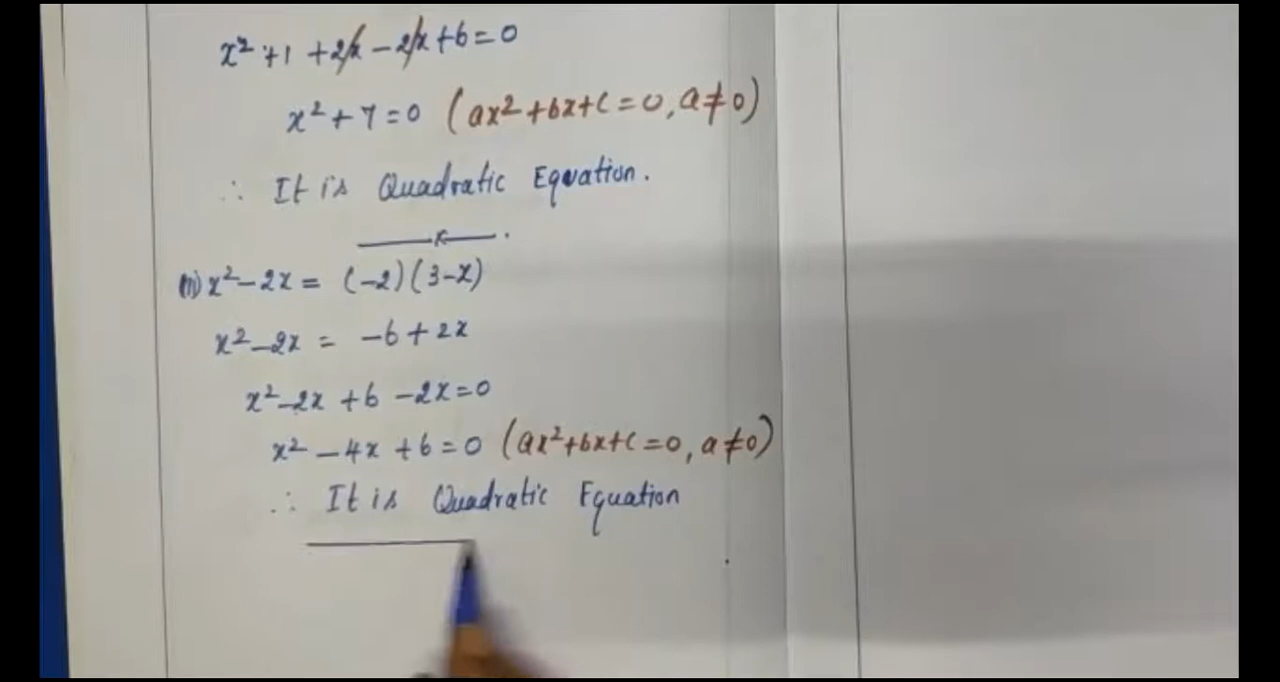 x² + 1 + 2x - 2x + 6 = 0
x² + 7 = 0 (ax² + bx + c = 0, a ≠ 0)
∴ It is Quadratic Equation.
(ii) x² - 2x = (-2)(3-x)
x² - 2x = -6 + 2x
x² - 2x + 6 - 2x = 0
x² - 4x + 6 = 0 (ax² + bx + c = 0, a ≠ 0)
∴ It is Quadratic Equation